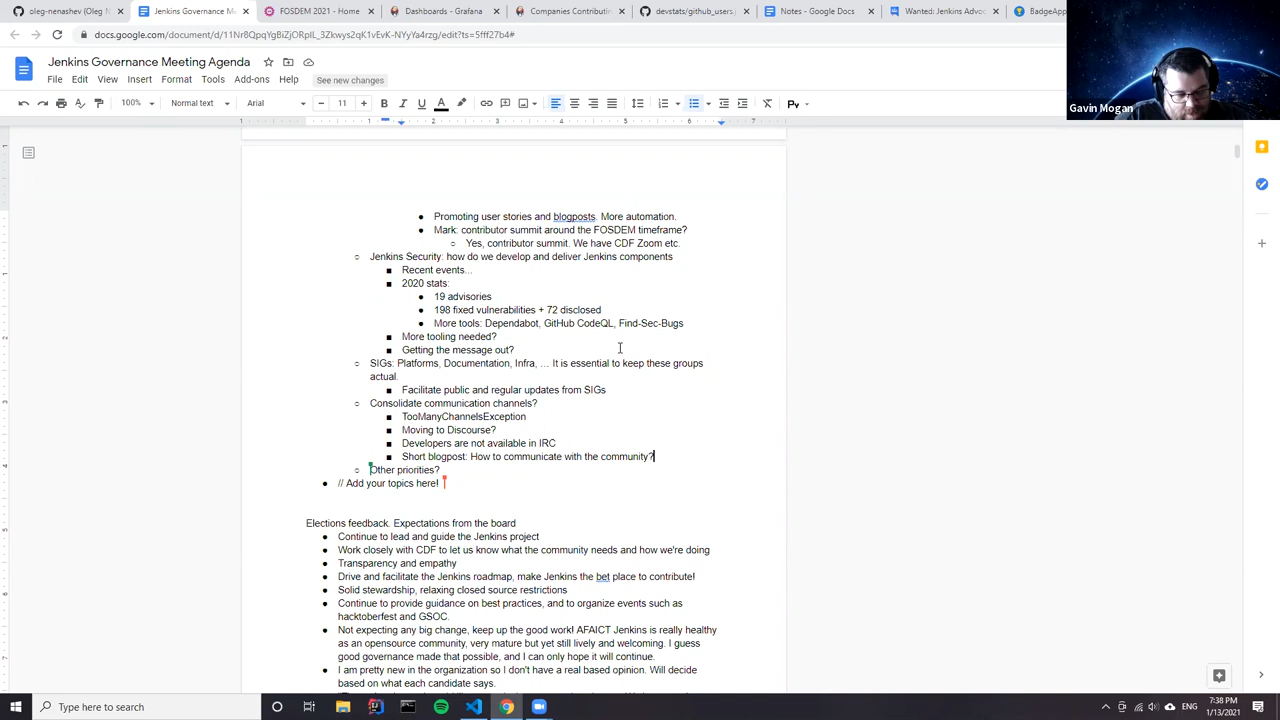 oleg-nenashev (Oleg N
Jenkins Governance M
FOSDEM 2021 - Home
Dashboards - Grafana
Companies Contributi
devstats/github_users.j
Notes - Google Docs
Wanted: Jenkins Advoc
BadgeApp
docs.google.com/document/d/11Nr8QpqYgBiZjORpIL_3Zkwys2qK1vEvK-NYyYa4rzg/edit?ts=5fff27b4#
Jenkins Governance Meeting Agenda
File Edit View Insert Format Tools Add-ons Help See new changes
100% Normal text Arial 11
Gavin Mogan
Promoting user stories and blogposts. More automation.
Mark: contributor summit around the FOSDEM timeframe?
Yes, contributor summit. We have CDF Zoom etc.
Jenkins Security: how do we develop and deliver Jenkins components
Recent events...
2020 stats:
19 advisories
198 fixed vulnerabilities + 72 disclosed
More tools: Dependabot, GitHub CodeQL, Find-Sec-Bugs
More tooling needed?
Getting the message out?
SIGs: Platforms, Documentation, Infra, … It is essential to keep these groups
actual.
Facilitate public and regular updates from SIGs
Consolidate communication channels?
TooManyChannelsException
Moving to Discourse?
Developers are not available in IRC
Short blogpost: How to communicate with the community?
Other priorities?
// Add your topics here!
Elections feedback. Expectations from the board
Continue to lead and guide the Jenkins project
Work closely with CDF to let us know what the community needs and how we're doing
Transparency and empathy
Drive and facilitate the Jenkins roadmap, make Jenkins the bet place to contribute!
Solid stewardship, relaxing closed source restrictions
Continue to provide guidance on best practices, and to organize events such as
hacktoberfest and GSOC.
Not expecting any big change, keep up the good work! AFAICT Jenkins is really healthy
as an opensource community, very mature but yet still lively and welcoming. I guess
good governance made that possible, and I can only hope it will continue.
I am pretty new in the organization so I don't have a real based opinion. Will decide
based on what each candidate says.
Type here to search
ENG
7:38 PM
1/13/2021